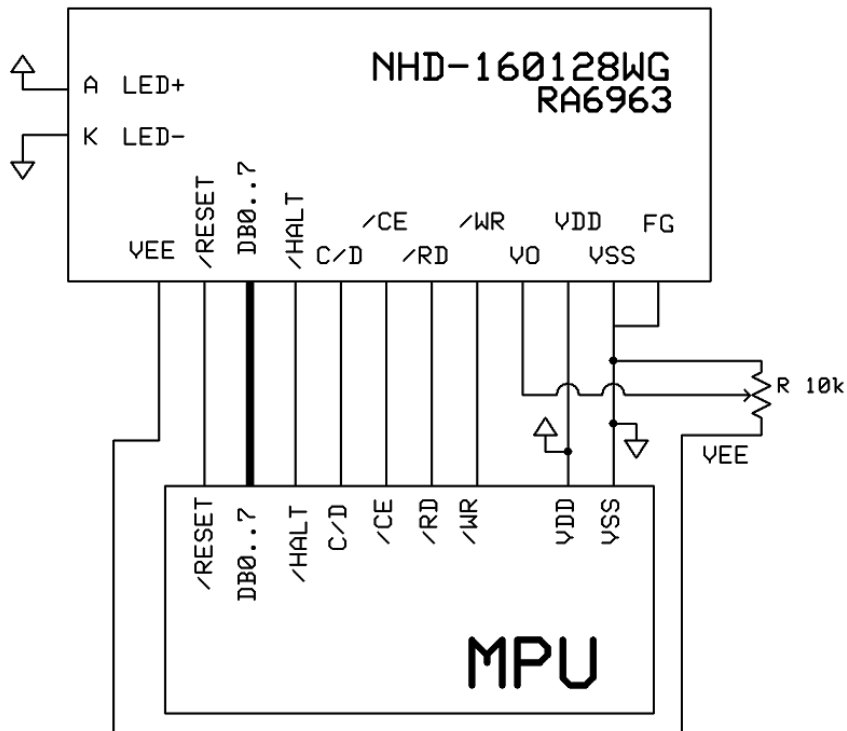 NHD-160128WG
RA6963
A LED+
K LED-
/RESET
DB0..7
/HALT
/CE
/WR
VDD
FG
VEE
C/D
/RD
VO
VSS
R 10k
VEE
/RESET
DB0..7
/HALT
C/D
/CE
/RD
/WR
VDD
VSS
MPU